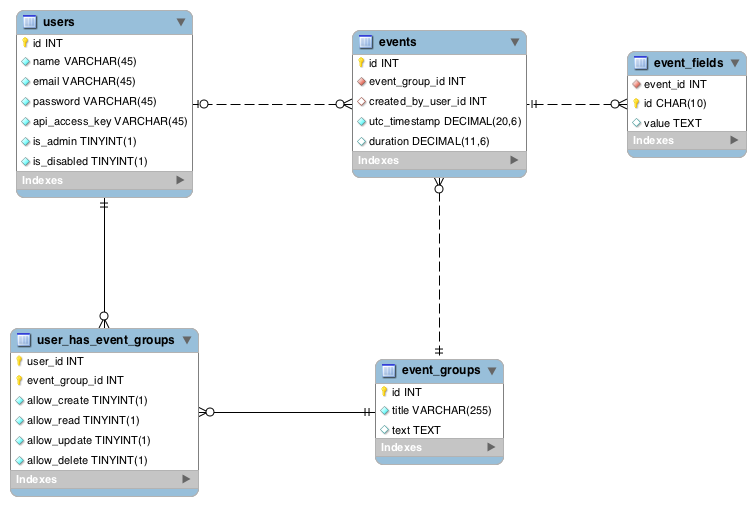 users
id INT
name VARCHAR(45)
email VARCHAR(45)
password VARCHAR(45)
api_access_key VARCHAR(45)
is_admin TINYINT(1)
is_disabled TINYINT(1)
Indexes
events
id INT
event_group_id INT
created_by_user_id INT
utc_timestamp DECIMAL(20,6)
duration DECIMAL(11,6)
Indexes
event_fields
event_id INT
id CHAR(10)
value TEXT
Indexes
user_has_event_groups
user_id INT
event_group_id INT
allow_create TINYINT(1)
allow_read TINYINT(1)
allow_update TINYINT(1)
allow_delete TINYINT(1)
Indexes
event_groups
id INT
title VARCHAR(255)
text TEXT
Indexes